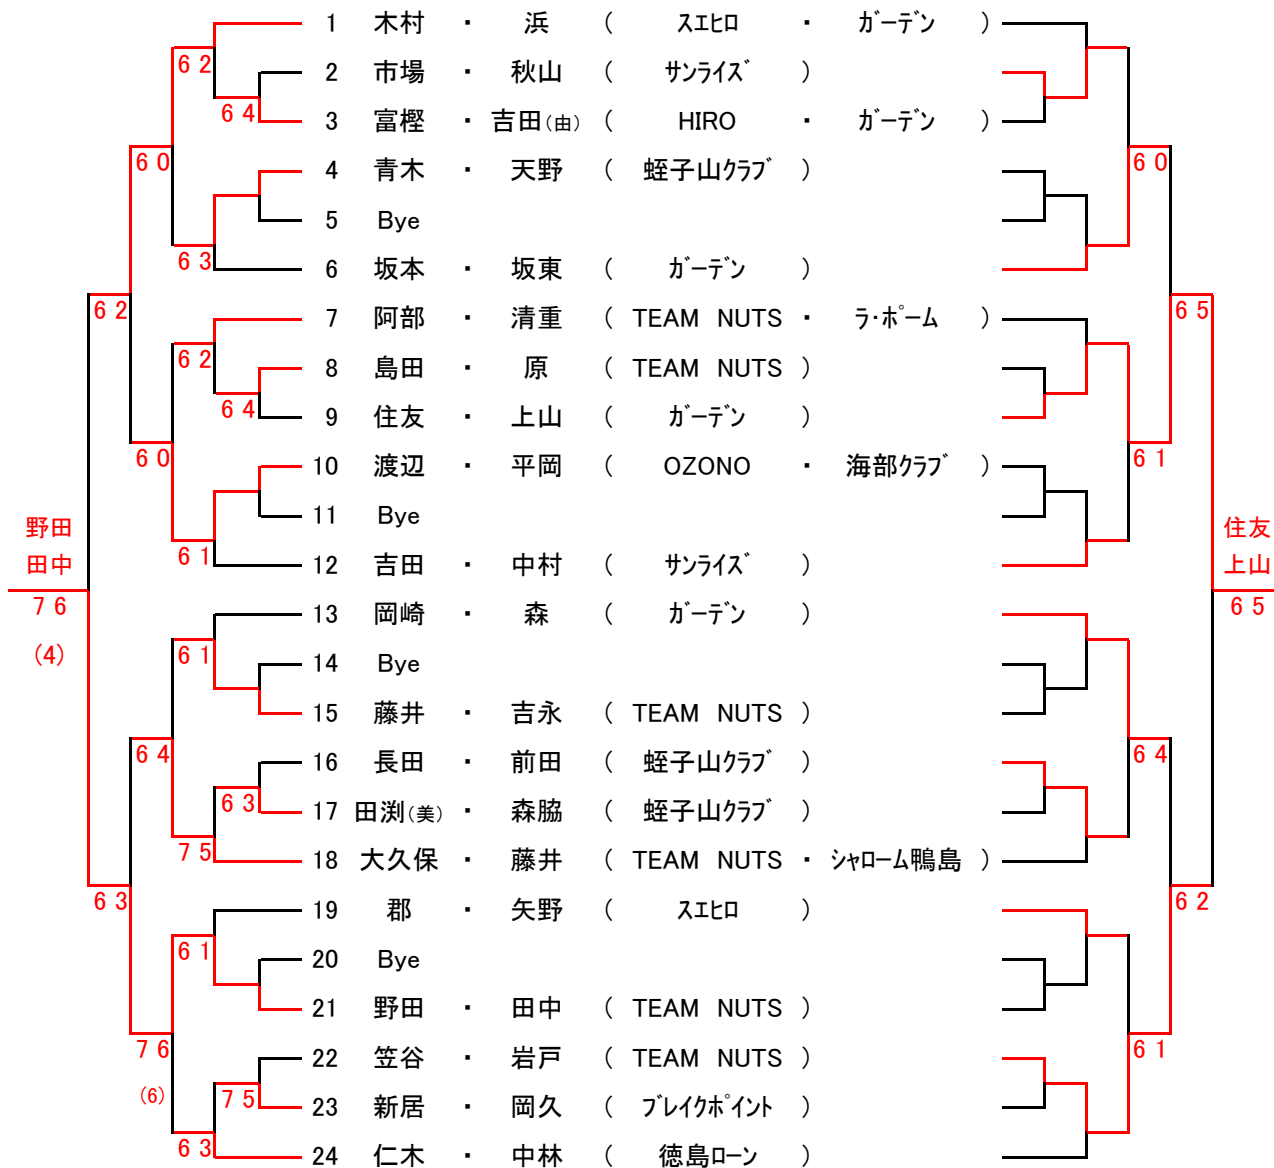 1 木村 ・ 浜 ( スエヒロ ・ ガーデン )
6 2
2 市場 ・ 秋山 ( サンライズ )
6 4
3 富樫 ・ 吉田(由) ( HIRO ・ ガーデン )
6 0
4 青木 ・ 天野 ( 蛭子山クラブ )
6 0
5 Bye
6 3
6 坂本 ・ 坂東 ( ガーデン )
6 2
7 阿部 ・ 清重 ( TEAM NUTS ・ ラ・ポーム )
6 5
6 2
8 島田 ・ 原 ( TEAM NUTS )
6 4
9 住友 ・ 上山 ( ガーデン )
6 0
10 渡辺 ・ 平岡 ( OZONO ・ 海部クラブ )
6 1
11 Bye
野田
田中
7 6
(4)
6 1
12 吉田 ・ 中村 ( サンライズ )
住友
上山
6 5
13 岡崎 ・ 森 ( ガーデン )
6 1
14 Bye
15 藤井 ・ 吉永 ( TEAM NUTS )
6 4
16 長田 ・ 前田 ( 蛭子山クラブ )
6 4
6 3
17 田渕(美) ・ 森脇 ( 蛭子山クラブ )
7 5
18 大久保 ・ 藤井 ( TEAM NUTS ・ シャローム鴨島 )
6 3
19 郡 ・ 矢野 ( スエヒロ )
6 2
6 1
20 Bye
21 野田 ・ 田中 ( TEAM NUTS )
7 6
(6)
22 笠谷 ・ 岩戸 ( TEAM NUTS )
6 1
7 5
23 新居 ・ 岡久 ( ブレイクポイント )
6 3
24 仁木 ・ 中林 ( 徳島ローン )